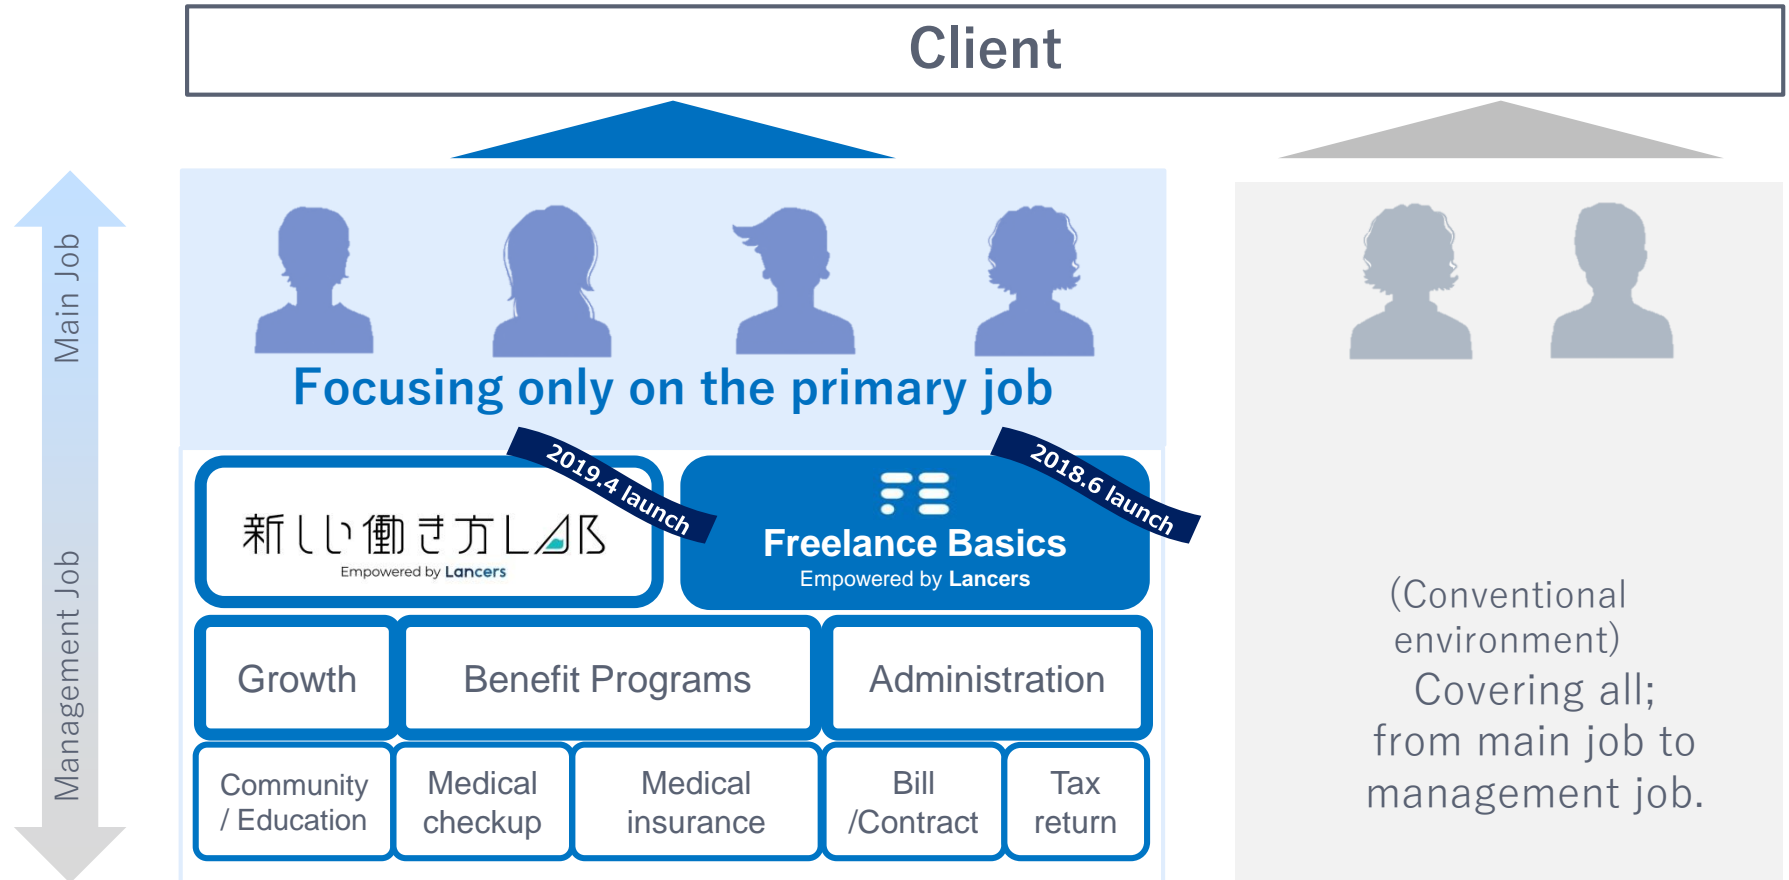 Client
Main Job
Management Job
Focusing only on the primary job
2019.4 launch
新しい働き方LAB
Empowered by Lancers
2018.6 launch
Freelance Basics
Empowered by Lancers
Growth
Benefit Programs
Administration
Community
/ Education
Medical
checkup
Medical
insurance
Bill
/Contract
Tax
return
(Conventional
environment)
Covering all;
from main job to
management job.